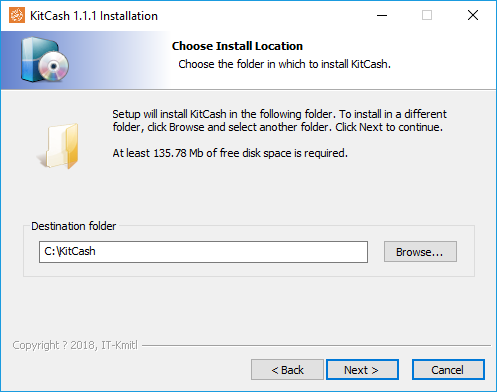 KitCash 1.1.1 Installation
Choose Install Location
Choose the folder in which to install KitCash.
Setup will install KitCash in the following folder. To install in a different
folder, click Browse and select another folder. Click Next to continue.
At least 135.78 Mb of free disk space is required.
Destination folder
C:\KitCash
Browse...
Copyright ? 2018, IT-Kmitl
< Back
Next >
Cancel